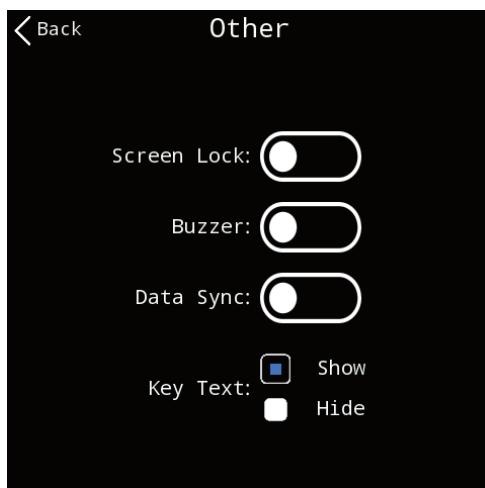 Back
Other
Screen Lock:
Buzzer:
Data Sync:
Key Text:
Show
Hide